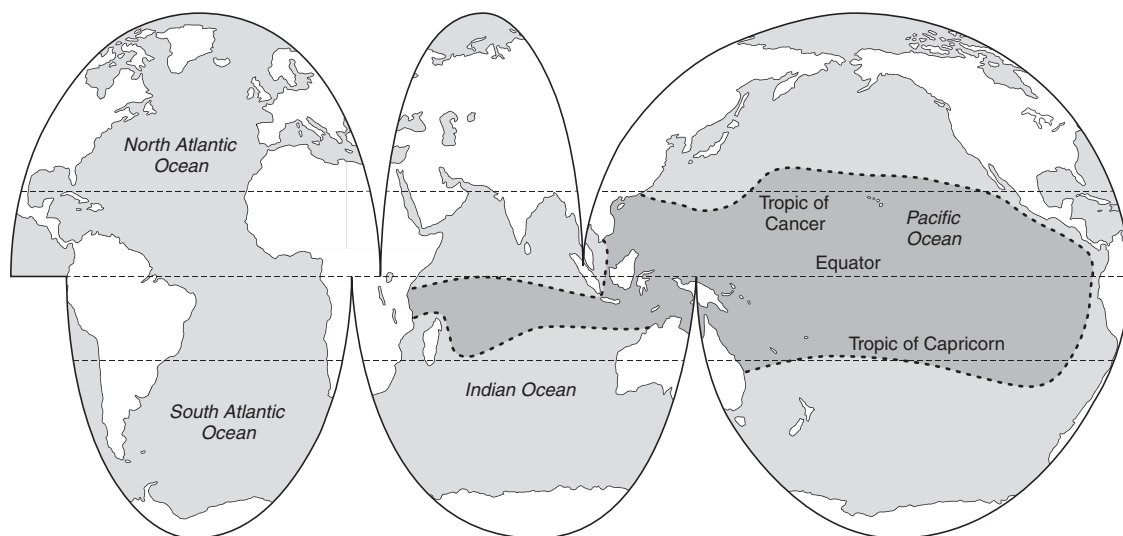 North Atlantic
Ocean
Tropic of
Cancer
Pacific
Ocean
Equator
Tropic of Capricorn
Indian Ocean
South Atlantic
Ocean